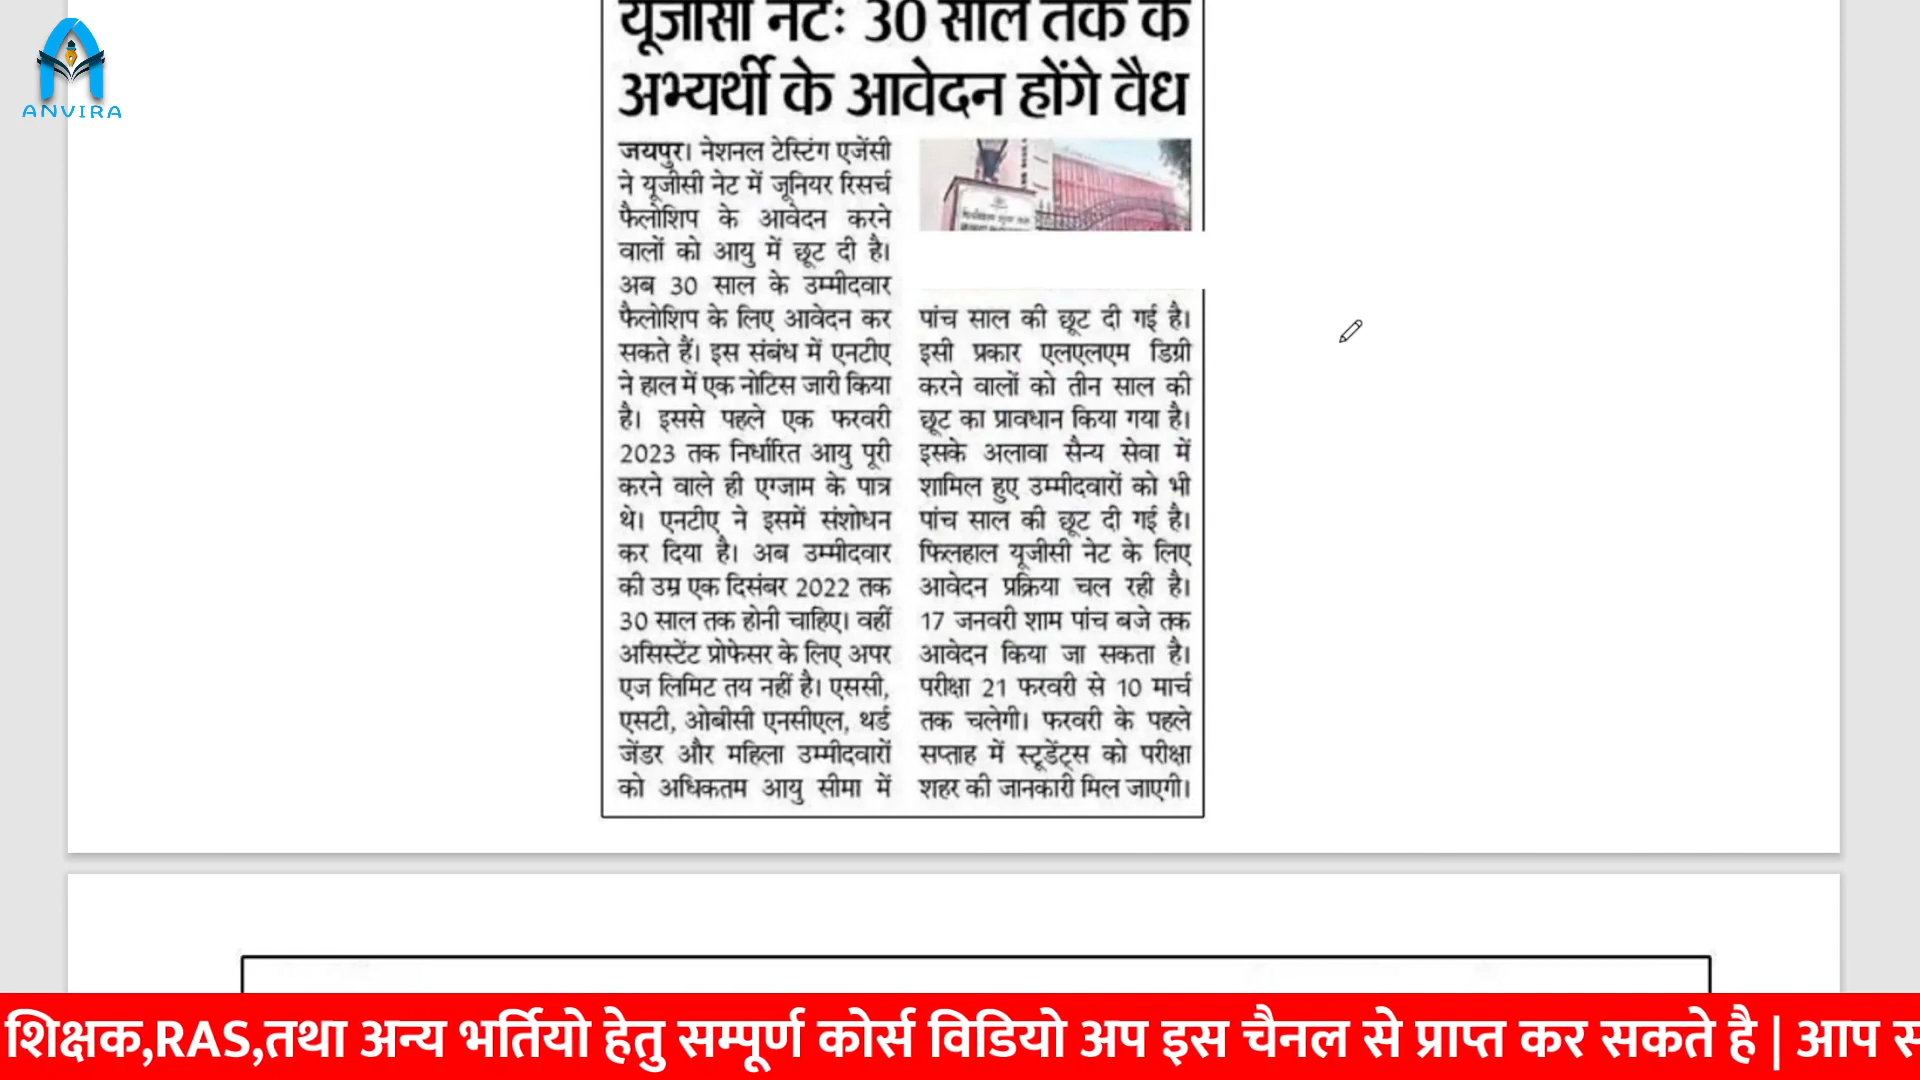 ANVIRA
यूजीसी नेटः 30 साल तक के
अभ्यर्थी के आवेदन होंगे वैध
जयपुर। नेशनल टेस्टिंग एजेंसी
ने यूजीसी नेट में जूनियर रिसर्च
फैलोशिप के आवेदन करने
वालों को आयु में छूट दी है।
अब 30 साल के उम्मीदवार
फैलोशिप के लिए आवेदन कर
सकते हैं। इस संबंध में एनटीए
ने हाल में एक नोटिस जारी किया
है। इससे पहले एक फरवरी
2023 तक निर्धारित आयु पूरी
करने वाले ही एग्जाम के पात्र
थे। एनटीए ने इसमें संशोधन
कर दिया है। अब उम्मीदवार
की उम्र एक दिसंबर 2022 तक
30 साल तक होनी चाहिए। वहीं
असिस्टेंट प्रोफेसर के लिए अपर
एज लिमिट तय नहीं है। एससी,
एसटी, ओबीसी एनसीएल, थर्ड
जेंडर और महिला उम्मीदवारों
को अधिकतम आयु सीमा में
पांच साल की छूट दी गई है।
इसी प्रकार एलएलएम डिग्री
करने वालों को तीन साल की
छूट का प्रावधान किया गया है।
इसके अलावा सैन्य सेवा में
शामिल हुए उम्मीदवारों को भी
पांच साल की छूट दी गई है।
फिलहाल यूजीसी नेट के लिए
आवेदन प्रक्रिया चल रही है।
17 जनवरी शाम पांच बजे तक
आवेदन किया जा सकता है।
परीक्षा 21 फरवरी से 10 मार्च
तक चलेगी। फरवरी के पहले
सप्ताह में स्टूडेंट्स को परीक्षा
शहर की जानकारी मिल जाएगी।
शिक्षक,RAS,तथा अन्य भर्तियो हेतु सम्पूर्ण कोर्स विडियो अप इस चैनल से प्राप्त कर सकते है | आप स